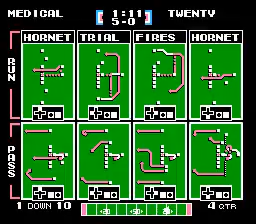 MEDICAL 1:11 TWENTY
5-0
HORNET TRIAL FIRES HORNET
RUN
PASS
1 DOWN 10 4 QTR